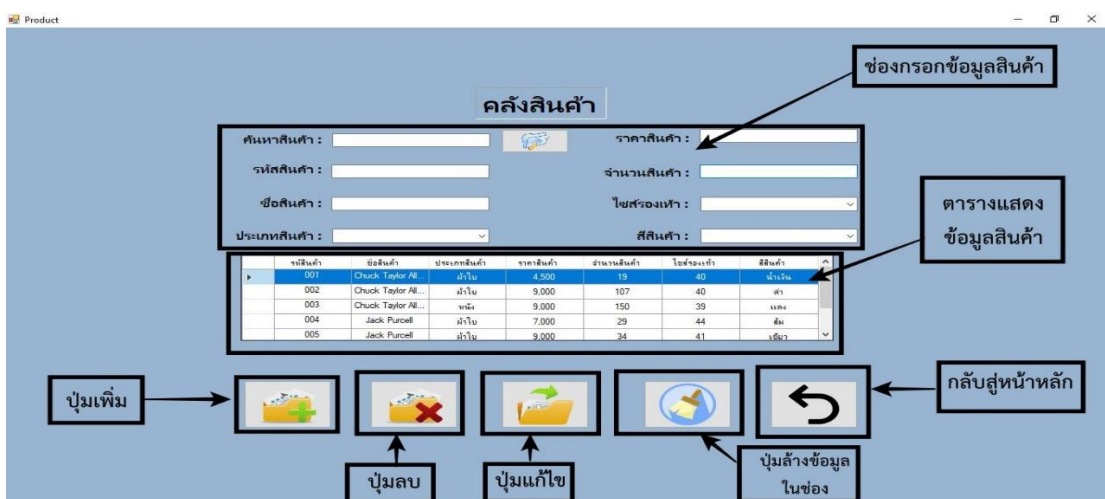 Product
ช่องกรอกข้อมูลสินค้า
คลังสินค้า
ค้นหาสินค้า :
ราคาสินค้า :
รหัสสินค้า :
จำนวนสินค้า :
ชื่อสินค้า :
ไซส์รองเท้า :
ประเภทสินค้า :
สีสินค้า :
ตารางแสดง
ข้อมูลสินค้า
รหัสินค้า ชื่อสินค้า ประเภทสินค้า ราคาสินค้า จำนวนสินค้า ไซส์รองเท้า สีสินค้า
001 Chuck Taylor All... ผ้าใบ 4,500 19 40 น้ำเงิน
002 Chuck Taylor All... ผ้าใบ 9,000 107 40 ดำ
003 Chuck Taylor All... หนัง 9,000 150 39 แดง
004 Jack Purcell ผ้าใบ 7,000 29 44 ส้ม
005 Jack Purcell ผ้าใบ 9,000 34 41 เขียว
ปุ่มเพิ่ม
กลับสู่หน้าหลัก
ปุ่มลบ
ปุ่มแก้ไข
ปุ่มล้างข้อมูล
ในช่อง